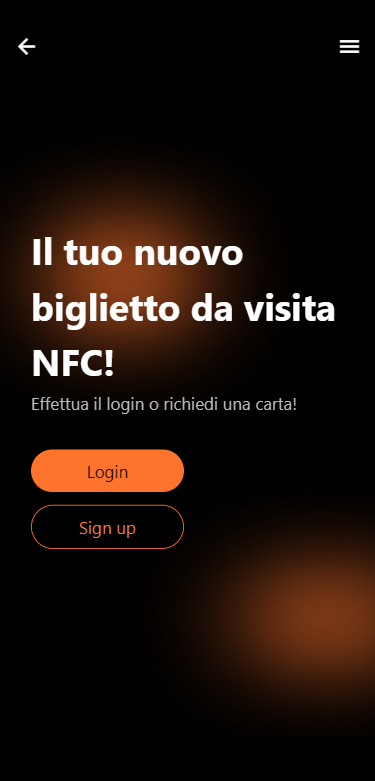 Il tuo nuovo
biglietto da visita
NFC!
Effettua il login o richiedi una carta!
Login
Sign up